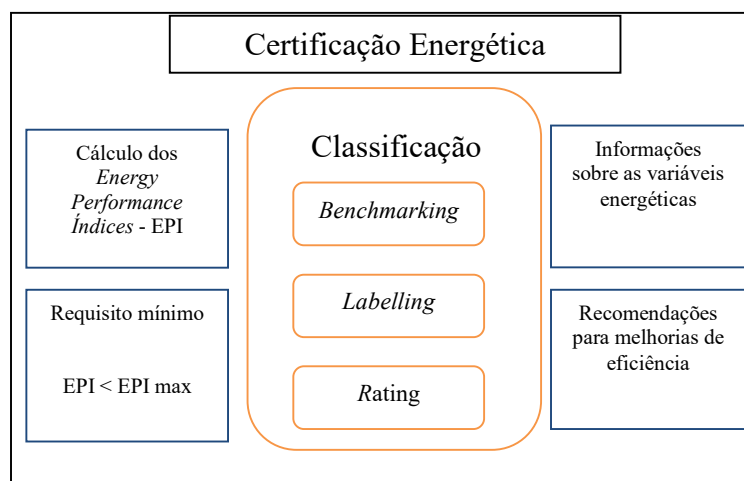 Certificação Energética
Cálculo dos
Energy
Performance
Índices - EPI
Requisito mínimo
EPI < EPI max
Classificação
Benchmarking
Labelling
Rating
Informações
sobre as variáveis
energéticas
Recomendações
para melhorias de
eficiência